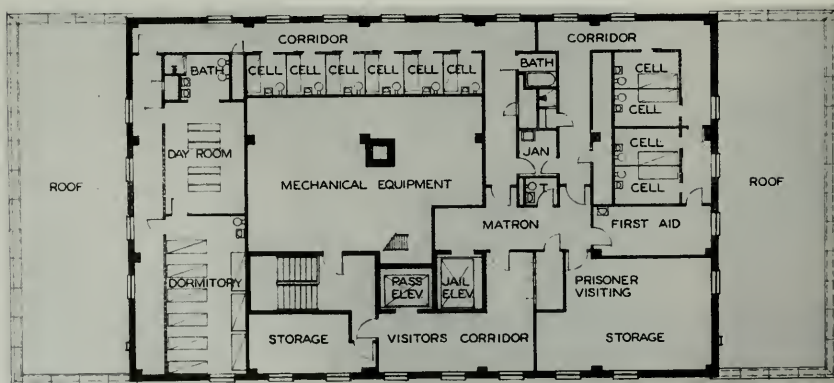 CORRIDOR
CORRIDOR
BATH
CELL
CELL
CELL
CELL
CELL
CELL
BATH
CELL
CELL
DAY ROOM
JAN
CELL
CELL
ROOF
MECHANICAL EQUIPMENT
ROOF
T
MATRON
FIRST AID
DORMITORY
PASS
ELEV
JAIL
ELEV
PRISONER
VISITING
STORAGE
VISITORS CORRIDOR
STORAGE